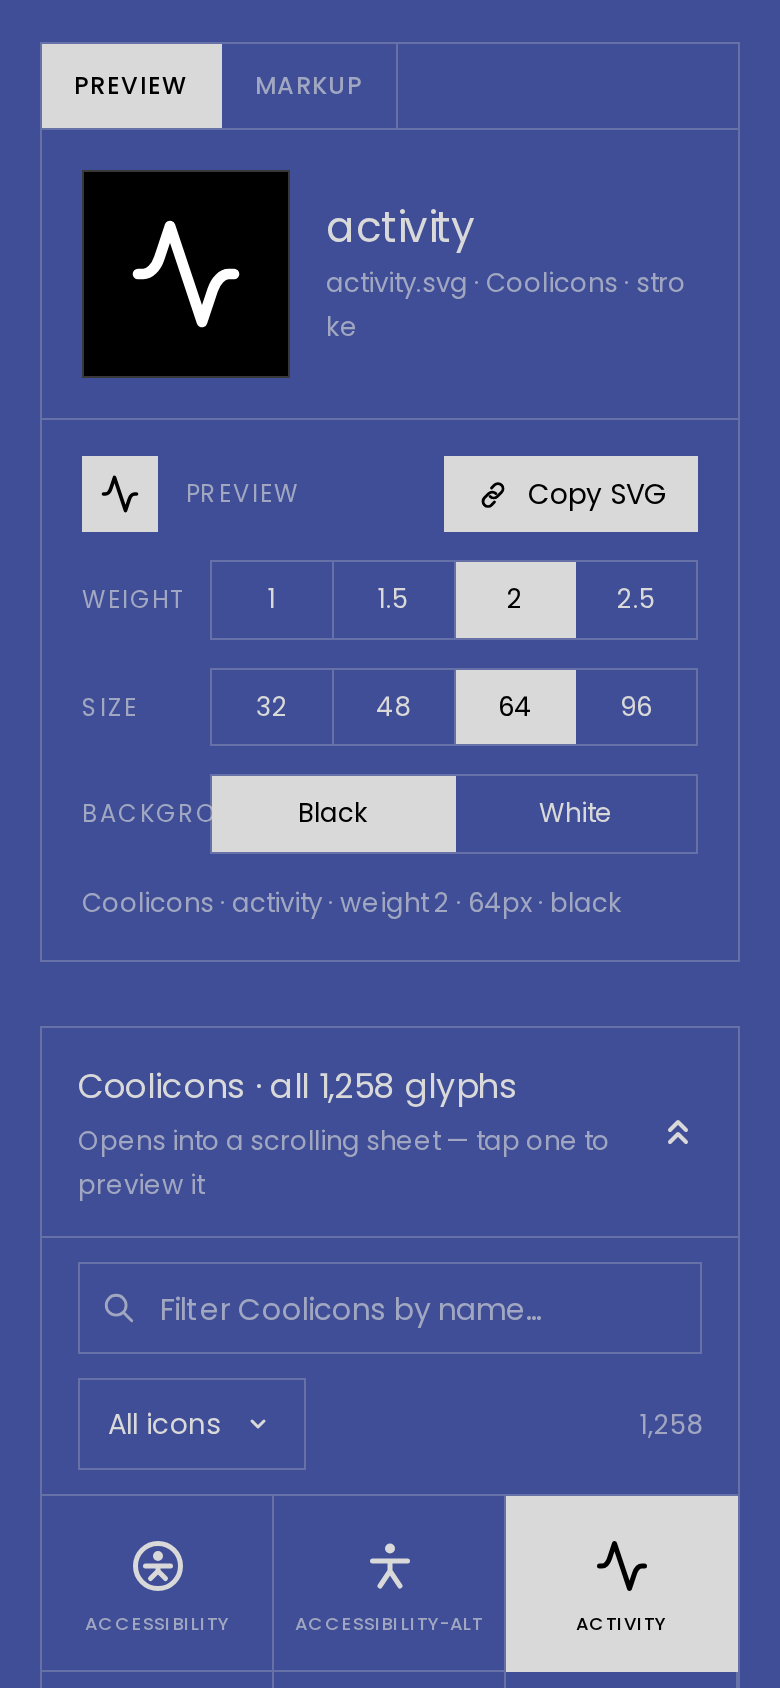 PREVIEW MARKUP
activity
activity.svg · Coolicons · stro
ke
PREVIEW Copy SVG
WEIGHT 1 1.5 2 2.5
SIZE 32 48 64 96
BACKGRO Black White
Coolicons · activity · weight 2 · 64px · black
Coolicons · all 1,258 glyphs
Opens into a scrolling sheet — tap one to
preview it
Filter Coolicons by name…
All icons 1,258
ACCESSIBILITY ACCESSIBILITY-ALT ACTIVITY